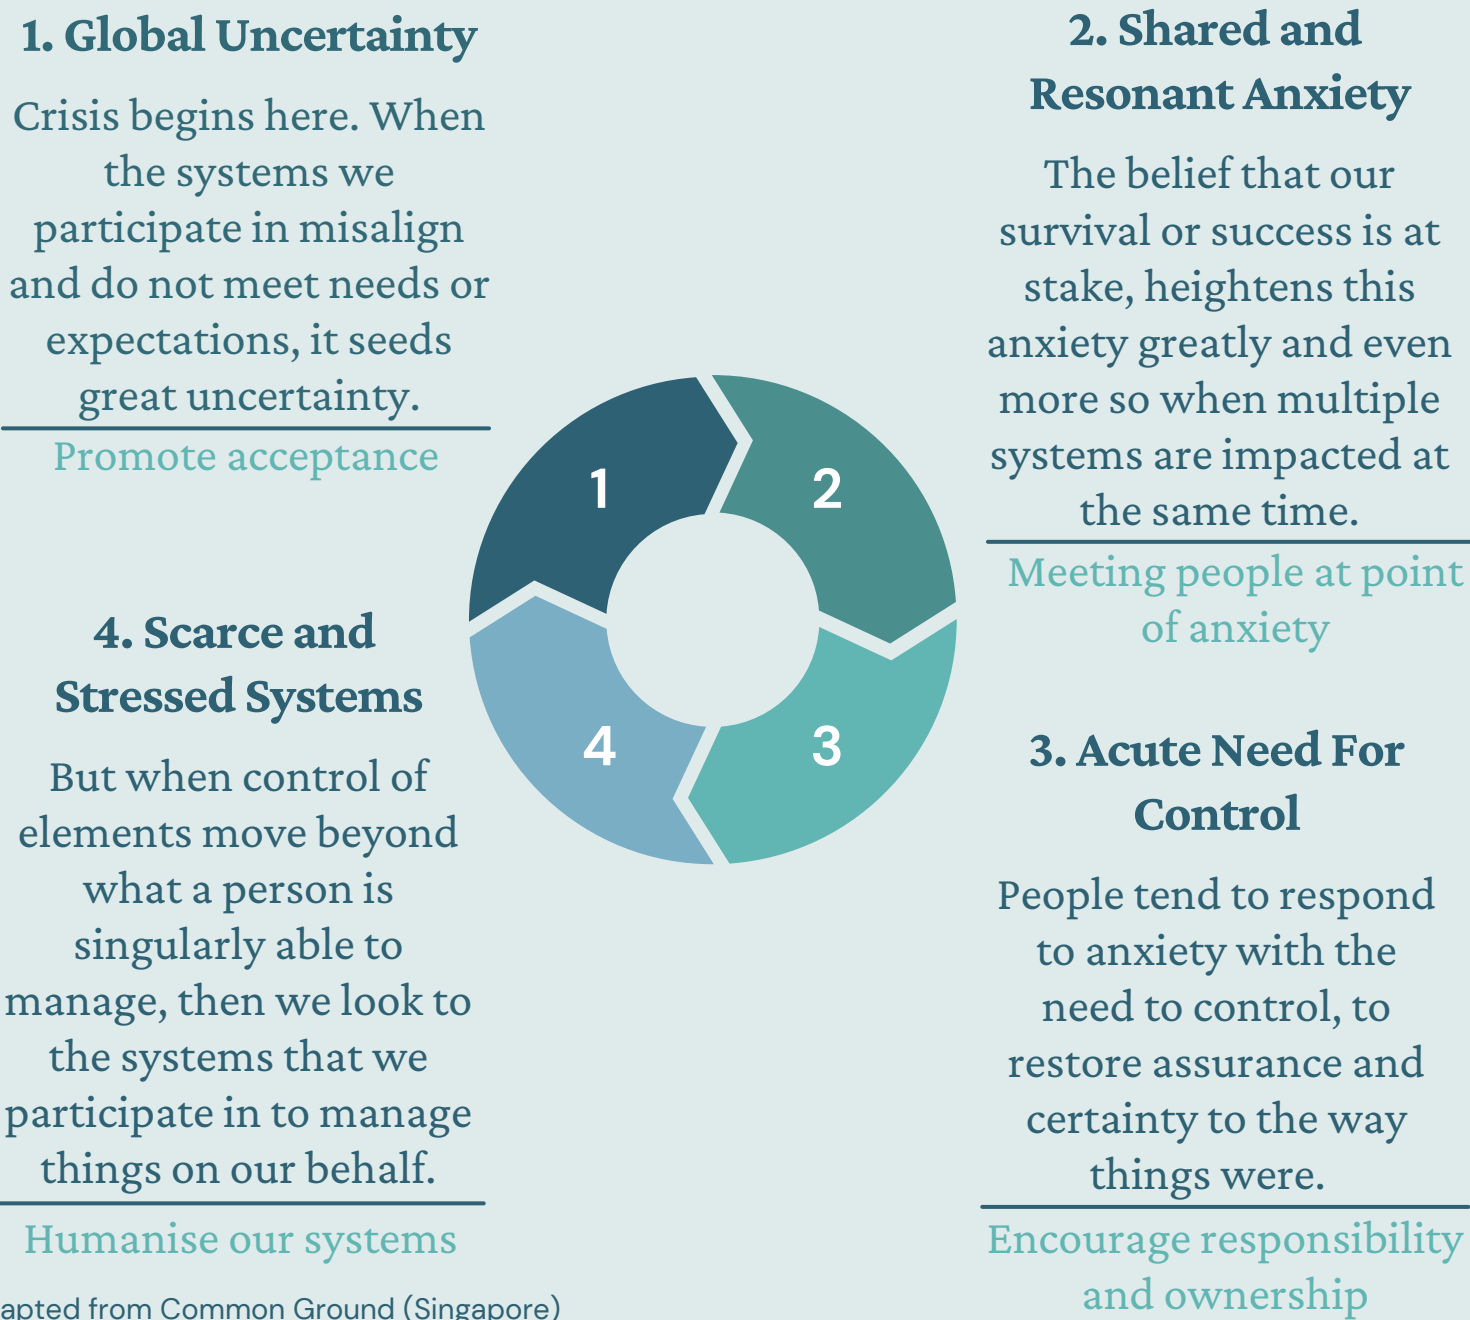 1. Global Uncertainty
Crisis begins here. When
the systems we
participate in misalign
and do not meet needs or
expectations, it seeds
great uncertainty.
Promote acceptance
2. Shared and
Resonant Anxiety
The belief that our
survival or success is at
stake, heightens this
anxiety greatly and even
more so when multiple
systems are impacted at
the same time.
Meeting people at point
of anxiety
1
2
4
3
3. Acute Need For
Control
People tend to respond
to anxiety with the
need to control, to
restore assurance and
certainty to the way
things were.
Encourage responsibility
and ownership
4. Scarce and
Stressed Systems
But when control of
elements move beyond
what a person is
singularly able to
manage, then we look to
the systems that we
participate in to manage
things on our behalf.
Humanise our systems
apted from Common Ground (Singapore)